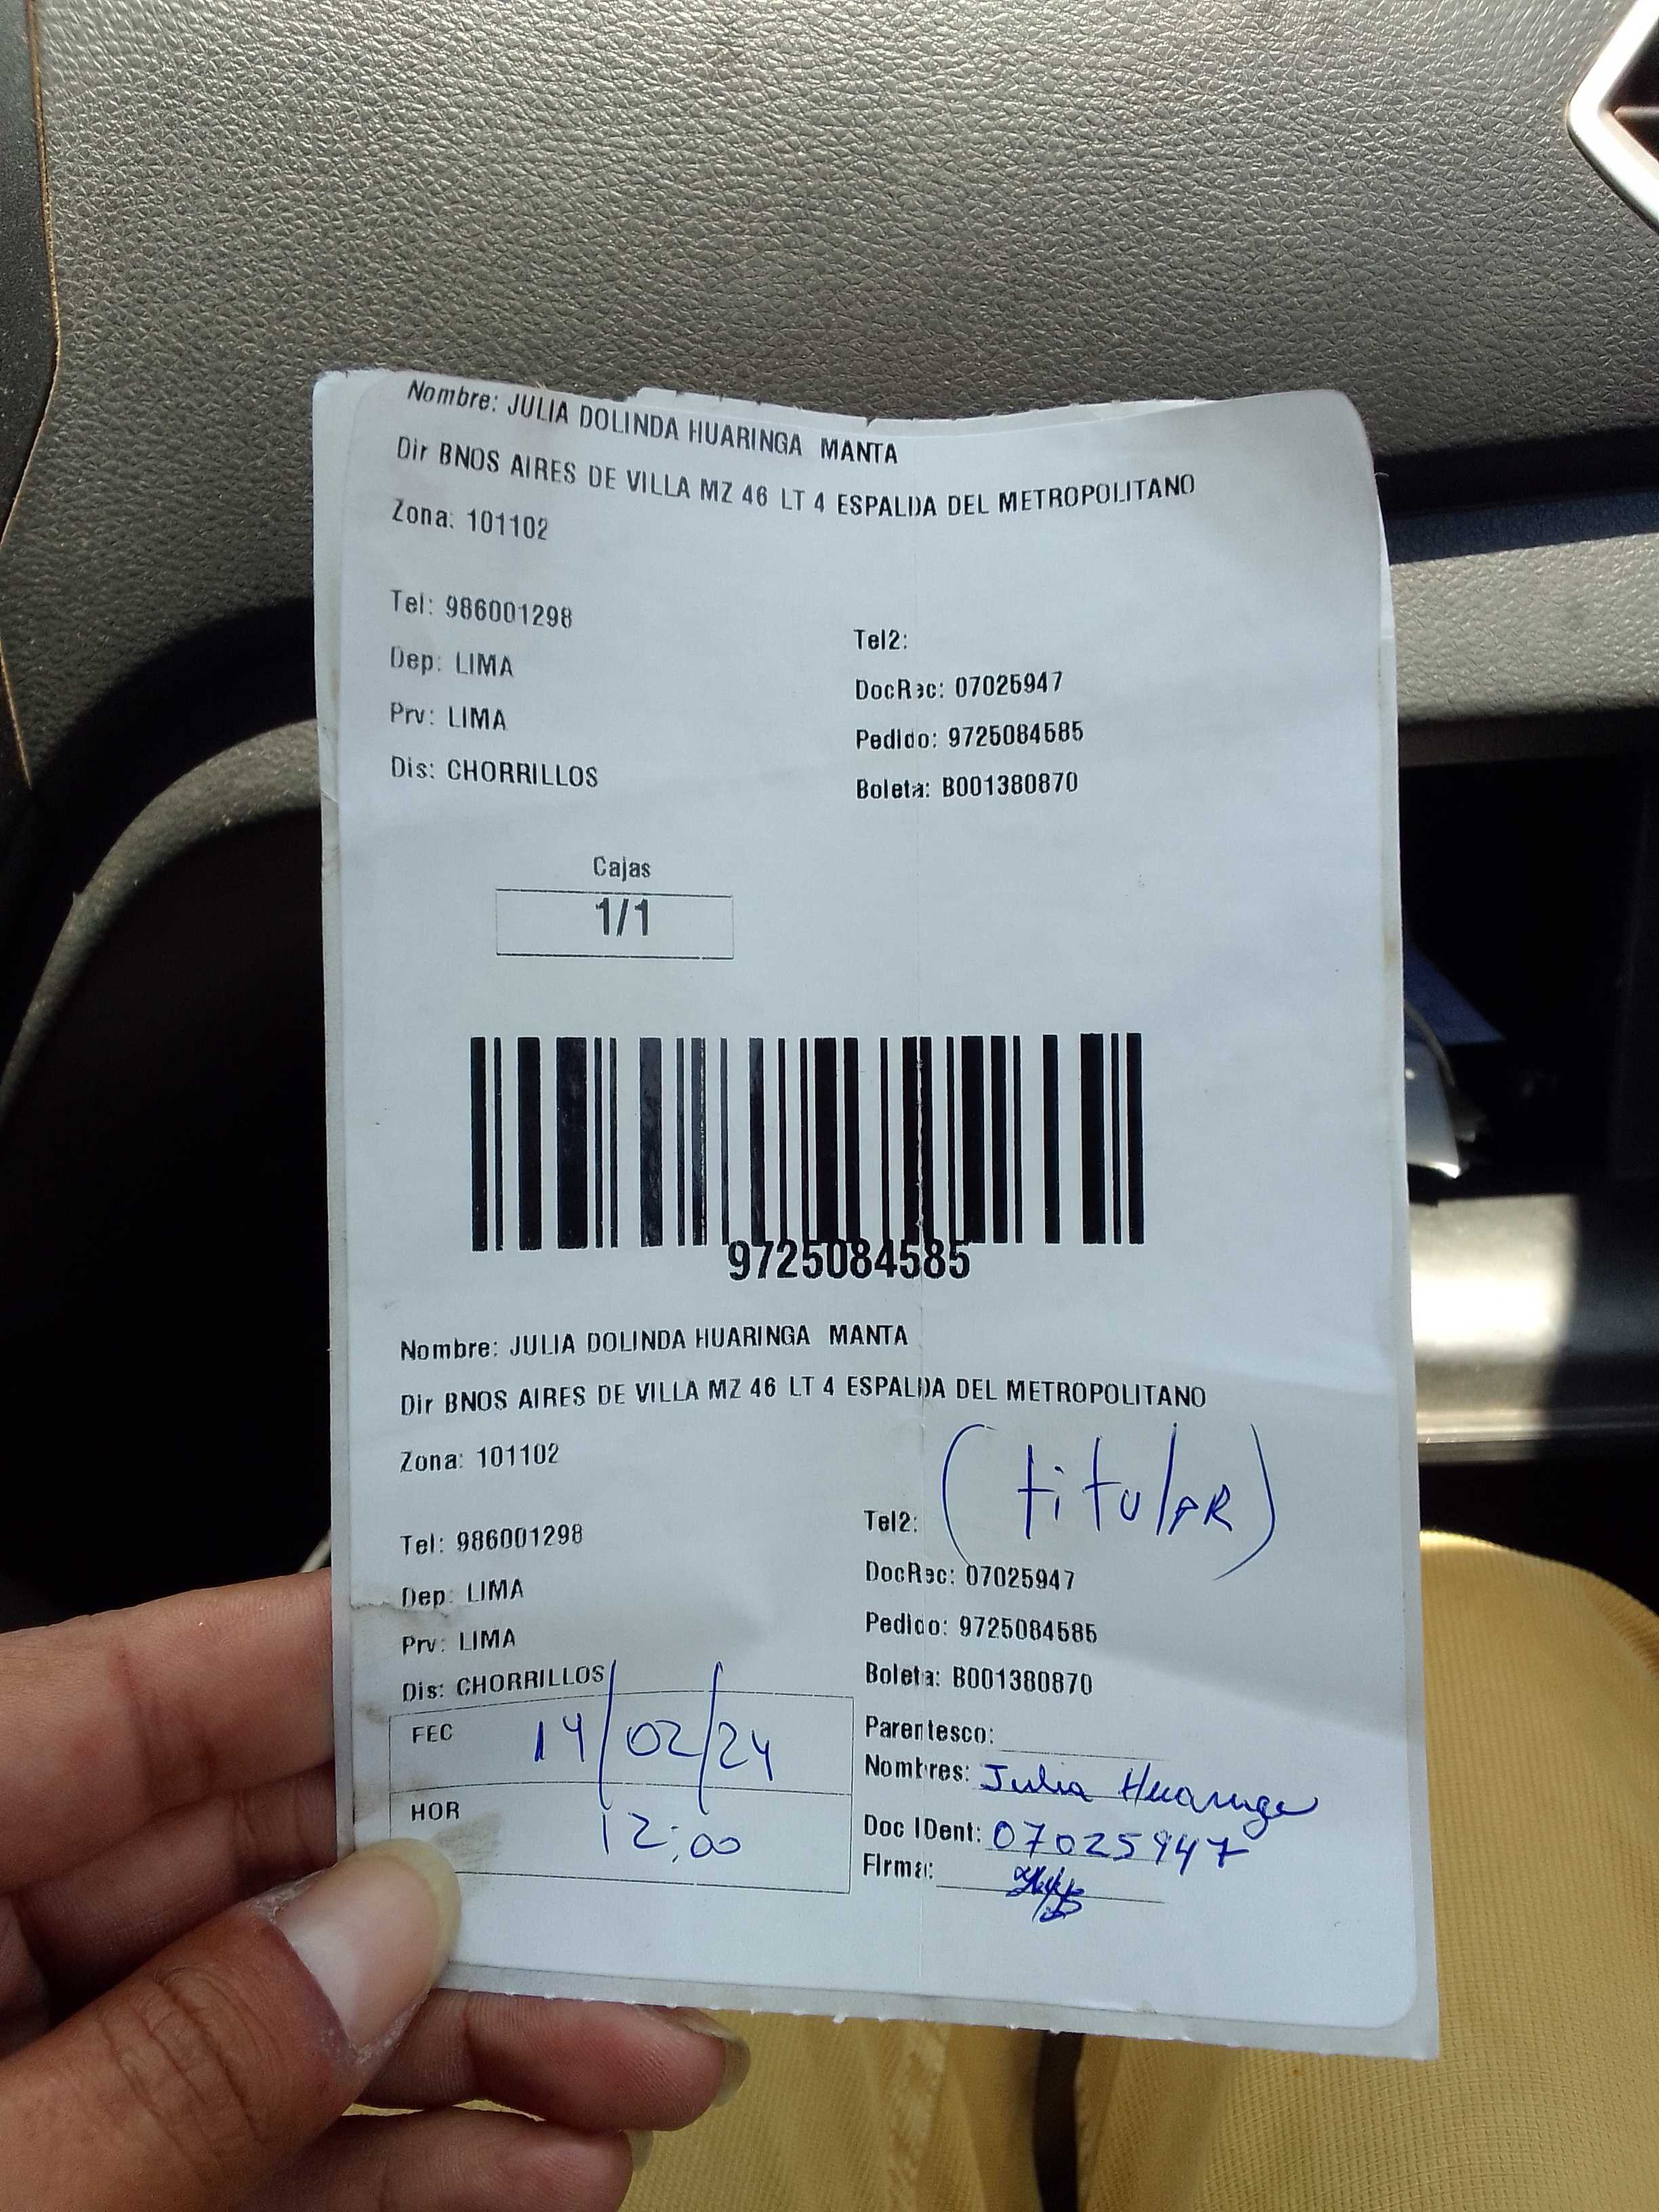 Nombre: JULIA DOLINDA HUARINGA MANTA
Dir BNOS AIRES DE VILLA MZ 46 LT 4 ESPALDA DEL METROPOLITANO
Zona: 101102
Tel: 986001298
Tel2:
Dep: LIMA
DocRec: 07025947
Prv: LIMA
Pedido: 9725084585
Dis: CHORRILLOS
Boleta: B001380870
Cajas
1/1
9725084585
Nombre: JULIA DOLINDA HUARINGA MANTA
Dir BNOS AIRES DE VILLA MZ 46 LT 4 ESPALDA DEL METROPOLITANO
Zona: 101102
(titulaR)
Tel: 986001298
Tel2:
Dep: LIMA
DocRec: 07025947
Prv: LIMA
Pedido: 9725084585
Dis: CHORRILLOS
Boleta: B001380870
FEC 14/02/24
Parentesco:
Nombres: Julia Huaringa
HOR 12:00
Doc IDent: 07025947
Firma: